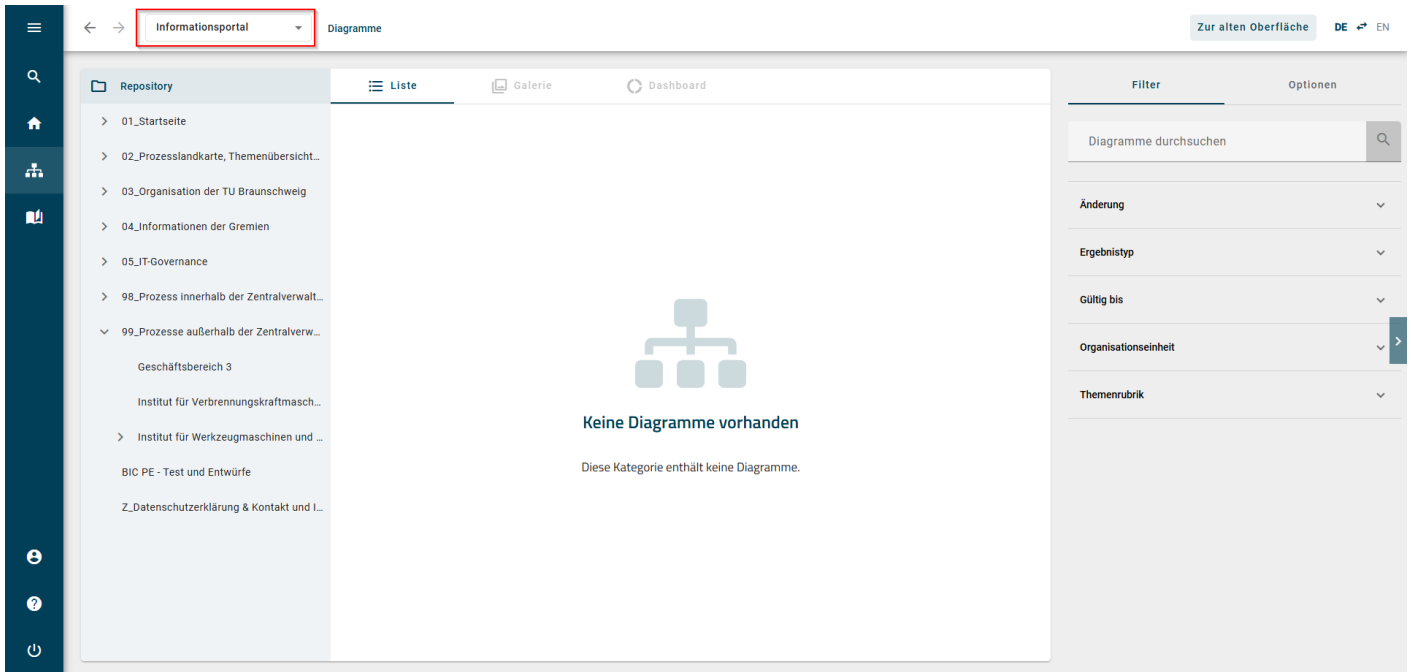 Informationsportal
Diagramme
Zur alten Oberfläche
DE
EN
Repository
01_Startseite
02_Prozesslandkarte, Themenübersicht...
03_Organisation der TU Braunschweig
04_Informationen der Gremien
05_IT-Governance
98_Prozess innerhalb der Zentralverwalt...
99_Prozesse außerhalb der Zentralverw...
Geschäftsbereich 3
Institut für Verbrennungskraftmasch...
Institut für Werkzeugmaschinen und ...
BIC PE - Test und Entwürfe
Z_Datenschutzerklärung & Kontakt und I...
Liste
Galerie
Dashboard
Keine Diagramme vorhanden
Diese Kategorie enthält keine Diagramme.
Filter
Optionen
Diagramme durchsuchen
Änderung
Ergebnistyp
Gültig bis
Organisationseinheit
Themenrubrik